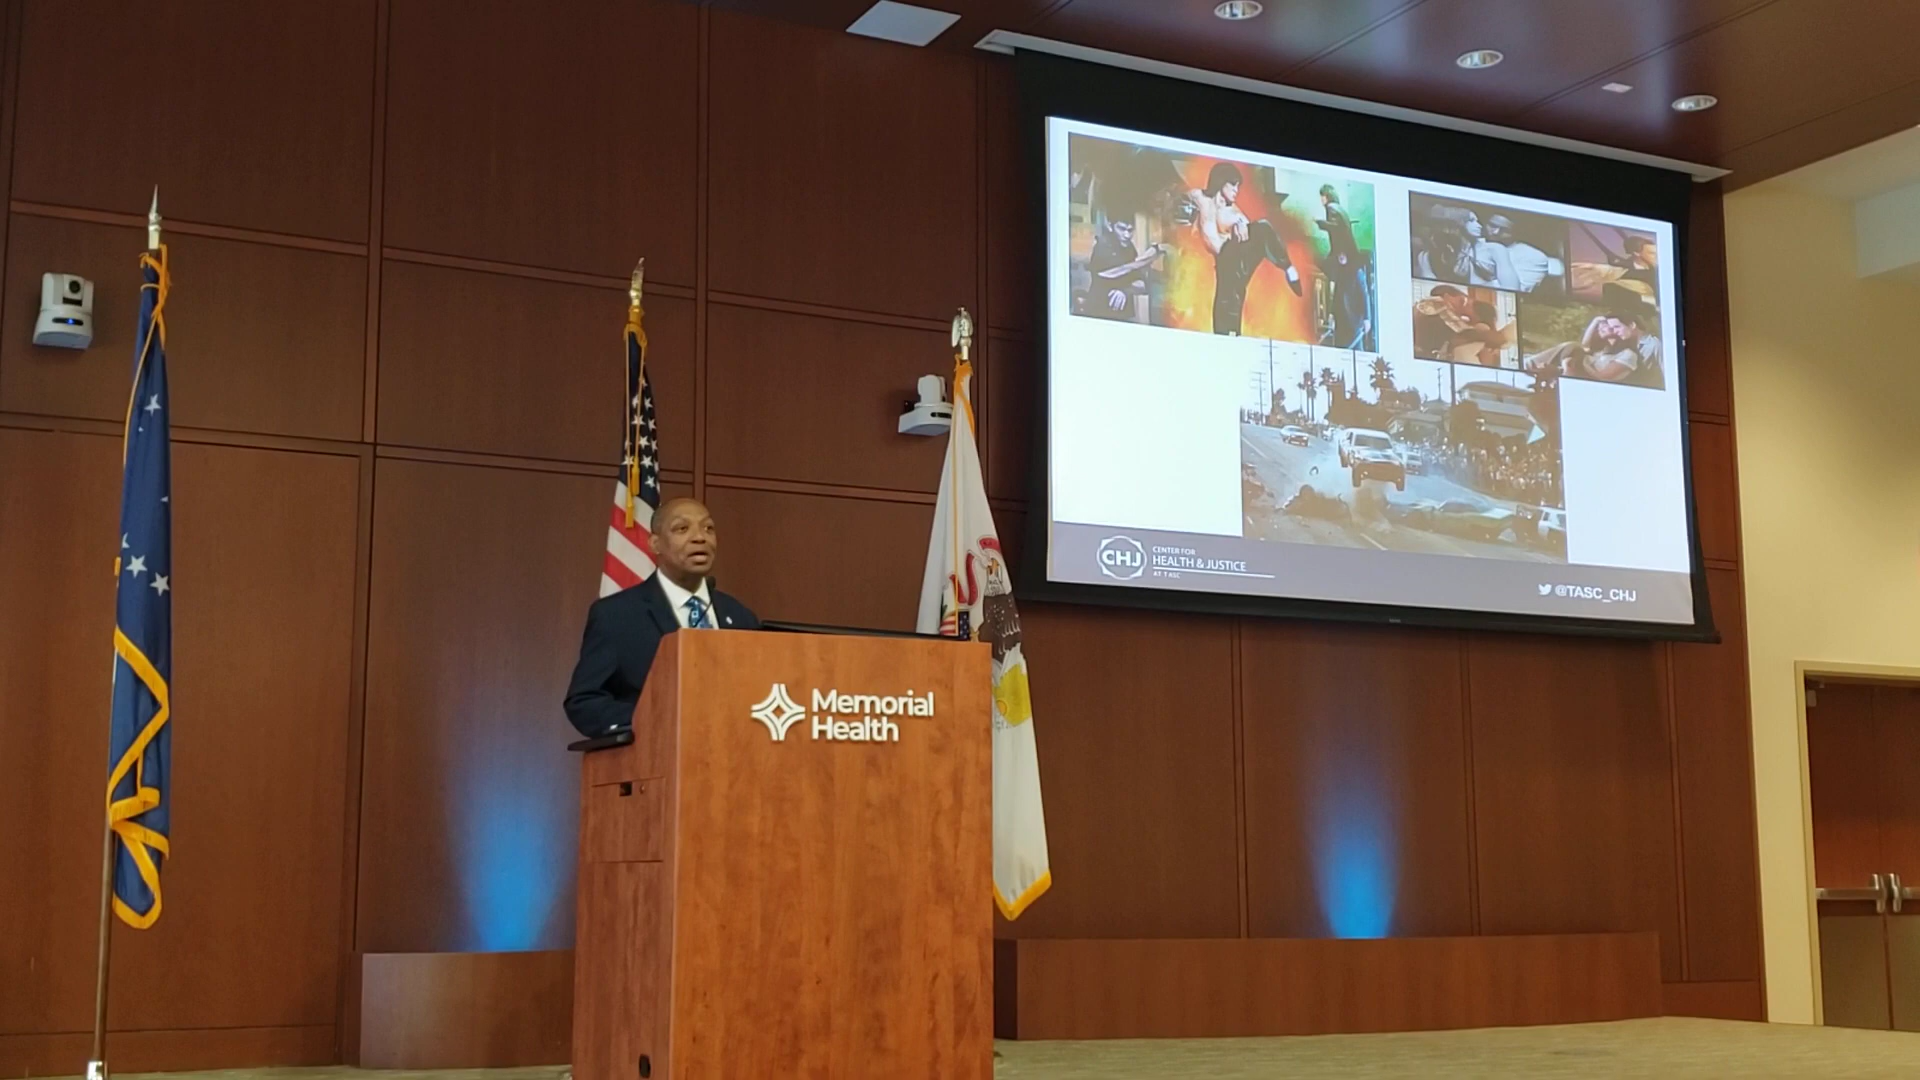 CHJ
CENTER FOR
HEALTH & JUSTICE
AT TASC
@TASC_CHJ
Memorial
Health